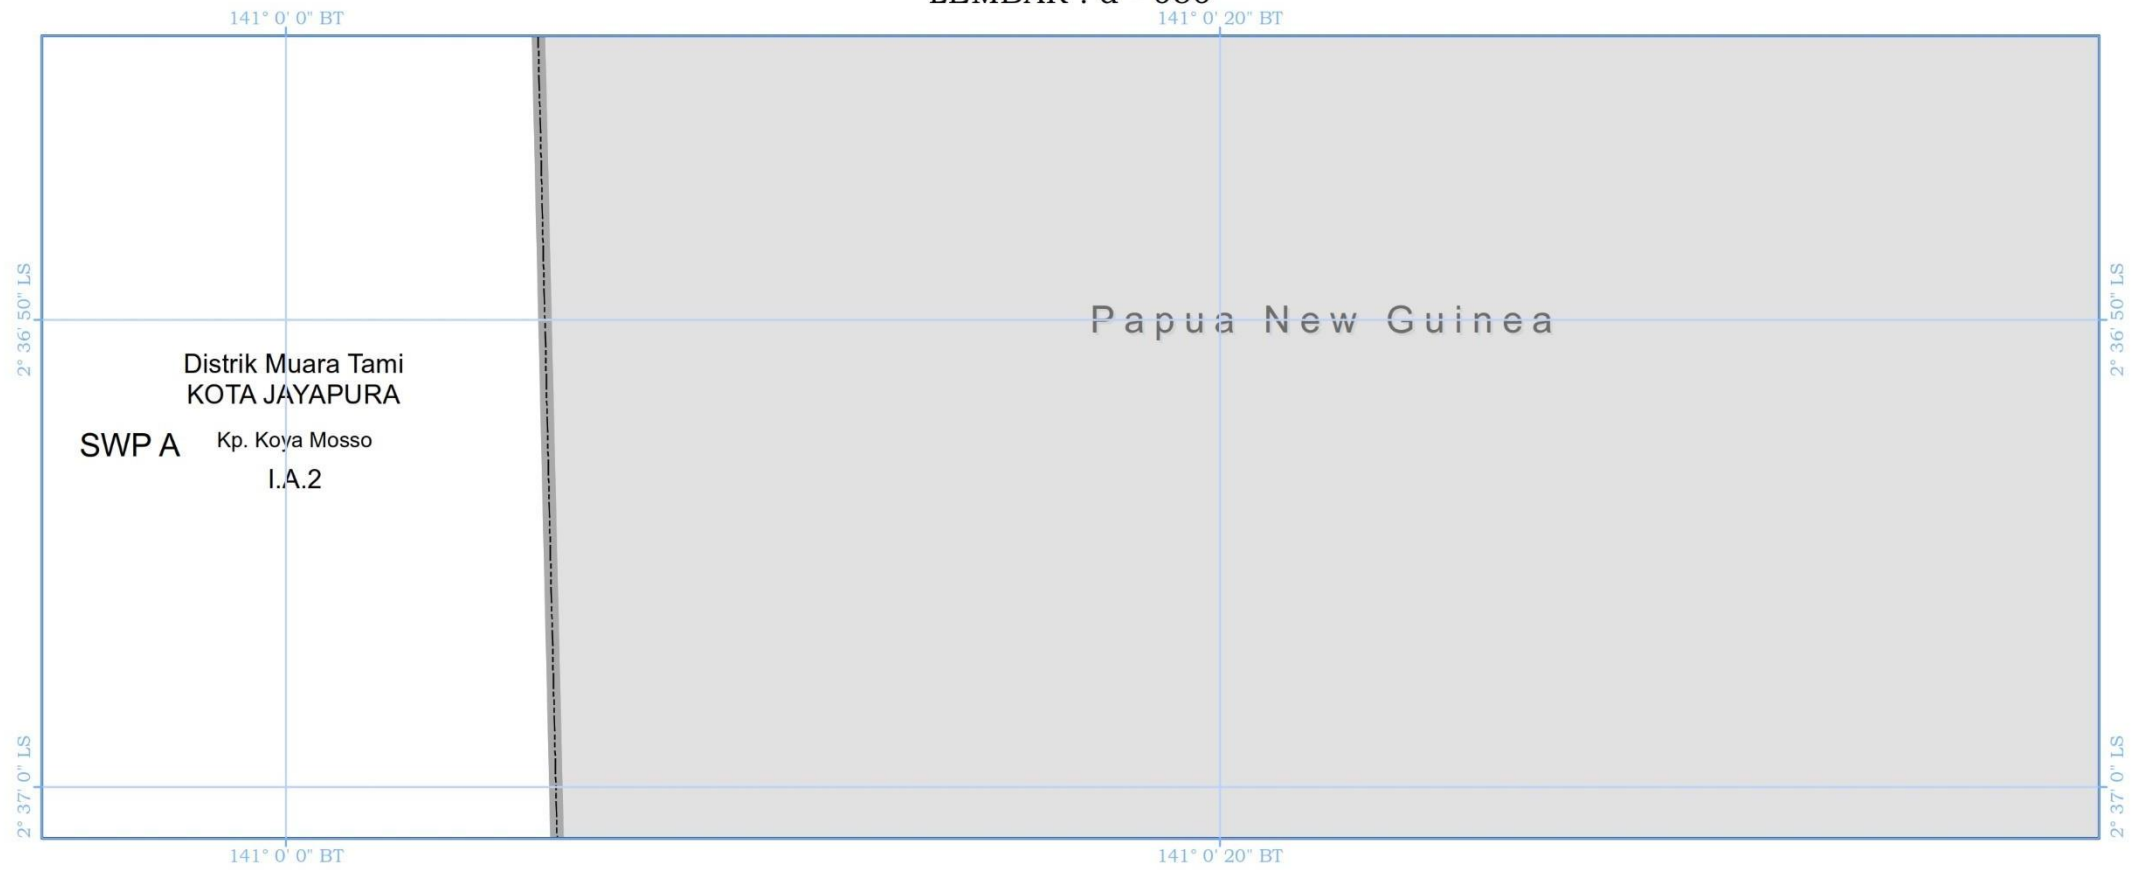 141° 0' 0" BT
141° 0' 20" BT
2° 36' 50" LS
2° 36' 50" LS
Papua New Guinea
Distrik Muara Tami
KOTA JAYAPURA
SWP A
Kp. Koya Mosso
I.A.2
2° 37' 0" LS
2° 37' 0" LS
141° 0' 0" BT
141° 0' 20" BT